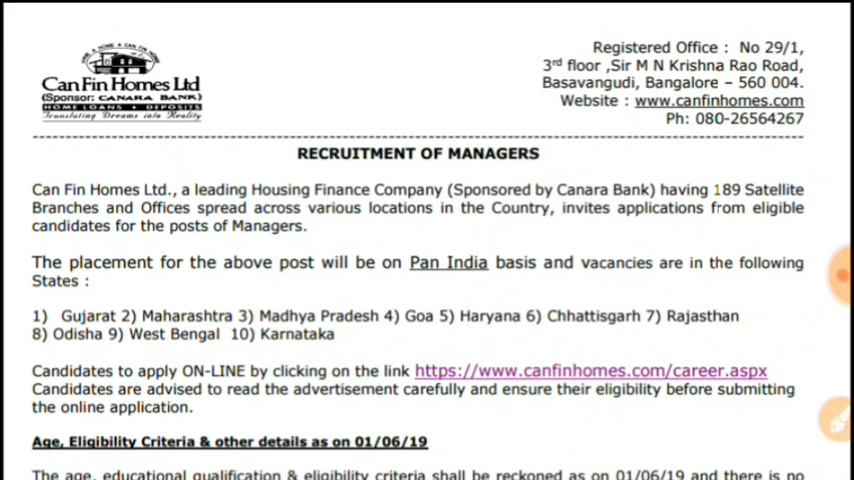 MAKE A HOME A CAN FIN HOME
Can Fin Homes Ltd
(Sponsor: CANARA BANK)
HOME LOANS • DEPOSITS
Translating Dreams into Reality
Registered Office : No 29/1,
3rd floor ,Sir M N Krishna Rao Road,
Basavangudi, Bangalore – 560 004.
Website : www.canfinhomes.com
Ph: 080-26564267
RECRUITMENT OF MANAGERS
Can Fin Homes Ltd., a leading Housing Finance Company (Sponsored by Canara Bank) having 189 Satellite
Branches and Offices spread across various locations in the Country, invites applications from eligible
candidates for the posts of Managers.
The placement for the above post will be on Pan India basis and vacancies are in the following
States :
1) Gujarat 2) Maharashtra 3) Madhya Pradesh 4) Goa 5) Haryana 6) Chhattisgarh 7) Rajasthan
8) Odisha 9) West Bengal 10) Karnataka
Candidates to apply ON-LINE by clicking on the link https://www.canfinhomes.com/career.aspx
Candidates are advised to read the advertisement carefully and ensure their eligibility before submitting
the online application.
Age, Eligibility Criteria & other details as on 01/06/19
The age, educational qualification & eligibility criteria shall be reckoned as on 01/06/19 and there is no